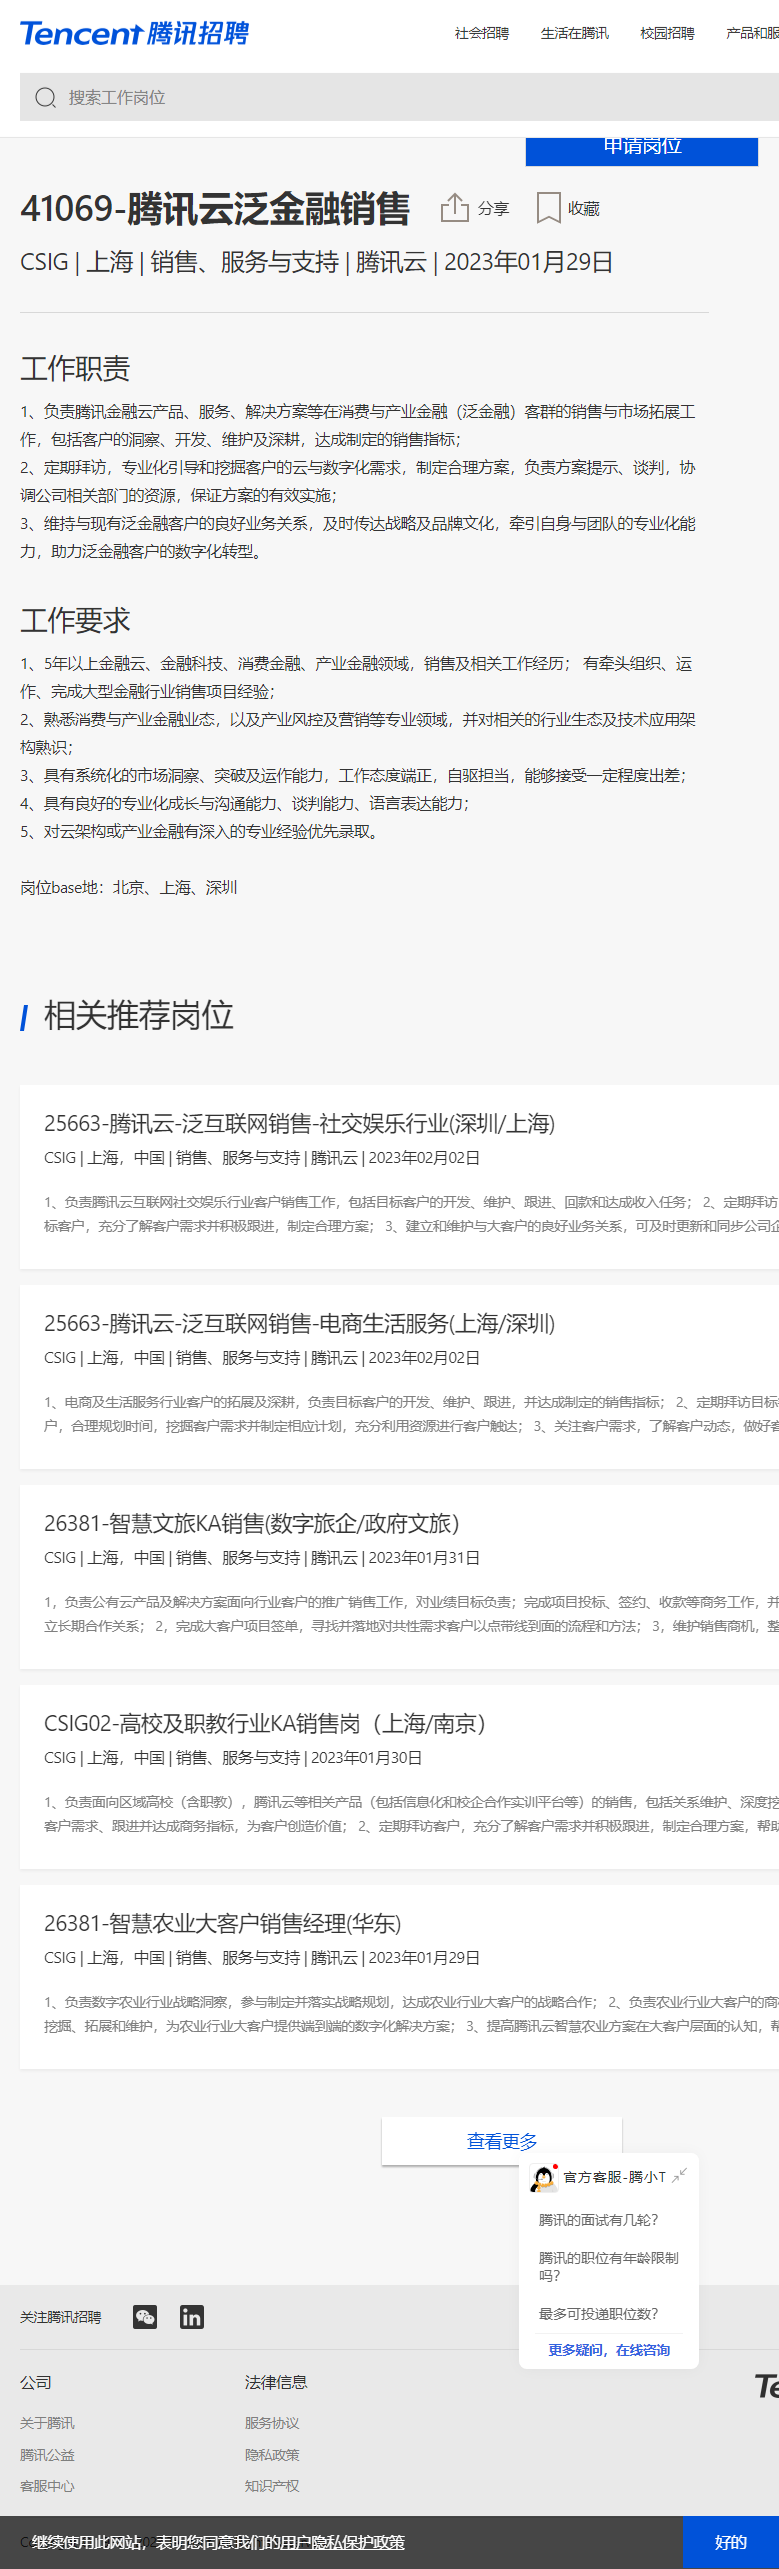 Tencent 腾讯招聘
社会招聘 生活在腾讯 校园招聘 产品和服
搜索工作岗位
申请岗位
41069-腾讯云泛金融销售 分享 收藏
CSIG | 上海 | 销售、服务与支持 | 腾讯云 | 2023年01月29日
工作职责
1、负责腾讯金融云产品、服务、解决方案等在消费与产业金融（泛金融）客群的销售与市场拓展工
作，包括客户的洞察、开发、维护及深耕，达成制定的销售指标；
2、定期拜访，专业化引导和挖掘客户的云与数字化需求，制定合理方案，负责方案提示、谈判，协
调公司相关部门的资源，保证方案的有效实施；
3、维持与现有泛金融客户的良好业务关系，及时传达战略及品牌文化，牵引自身与团队的专业化能
力，助力泛金融客户的数字化转型。
工作要求
1、5年以上金融云、金融科技、消费金融、产业金融领域，销售及相关工作经历； 有牵头组织、运
作、完成大型金融行业销售项目经验；
2、熟悉消费与产业金融业态，以及产业风控及营销等专业领域，并对相关的行业生态及技术应用架
构熟识；
3、具有系统化的市场洞察、突破及运作能力，工作态度端正，自驱担当，能够接受一定程度出差；
4、具有良好的专业化成长与沟通能力、谈判能力、语言表达能力；
5、对云架构或产业金融有深入的专业经验优先录取。
岗位base地：北京、上海、深圳
相关推荐岗位
25663-腾讯云-泛互联网销售-社交娱乐行业(深圳/上海)
CSIG | 上海，中国 | 销售、服务与支持 | 腾讯云 | 2023年02月02日
1、负责腾讯云互联网社交娱乐行业客户销售工作，包括目标客户的开发、维护、跟进、回款和达成收入任务； 2、定期拜访
标客户，充分了解客户需求并积极跟进，制定合理方案； 3、建立和维护与大客户的良好业务关系，可及时更新和同步公司企
25663-腾讯云-泛互联网销售-电商生活服务(上海/深圳)
CSIG | 上海，中国 | 销售、服务与支持 | 腾讯云 | 2023年02月02日
1、电商及生活服务行业客户的拓展及深耕，负责目标客户的开发、维护、跟进，并达成制定的销售指标； 2、定期拜访目标
户，合理规划时间，挖掘客户需求并制定相应计划，充分利用资源进行客户触达； 3、关注客户需求，了解客户动态，做好客
26381-智慧文旅KA销售(数字旅企/政府文旅）
CSIG | 上海，中国 | 销售、服务与支持 | 腾讯云 | 2023年01月31日
1，负责公有云产品及解决方案面向行业客户的推广销售工作，对业绩目标负责；完成项目投标、签约、收款等商务工作，并
立长期合作关系； 2，完成大客户项目签单，寻找并落地对共性需求客户以点带线到面的流程和方法； 3，维护销售商机，整
CSIG02-高校及职教行业KA销售岗（上海/南京）
CSIG | 上海，中国 | 销售、服务与支持 | 2023年01月30日
1、负责面向区域高校（含职教），腾讯云等相关产品（包括信息化和校企合作实训平台等）的销售，包括关系维护、深度挖
客户需求、跟进并达成商务指标，为客户创造价值； 2、定期拜访客户，充分了解客户需求并积极跟进，制定合理方案，帮助
26381-智慧农业大客户销售经理(华东)
CSIG | 上海，中国 | 销售、服务与支持 | 腾讯云 | 2023年01月29日
1、负责数字农业行业战略洞察，参与制定并落实战略规划，达成农业行业大客户的战略合作； 2、负责农业行业大客户的商机
挖掘、拓展和维护，为农业行业大客户提供端到端的数字化解决方案； 3、提高腾讯云智慧农业方案在大客户层面的认知，帮
查看更多
官方客服-腾小T
腾讯的面试有几轮？
腾讯的职位有年龄限制
吗？
最多可投递职位数？
更多疑问，在线咨询
关注腾讯招聘
公司 法律信息
关于腾讯 服务协议
腾讯公益 隐私政策
客服中心 知识产权
继续使用此网站，表明您同意我们的用户隐私保护政策 好的